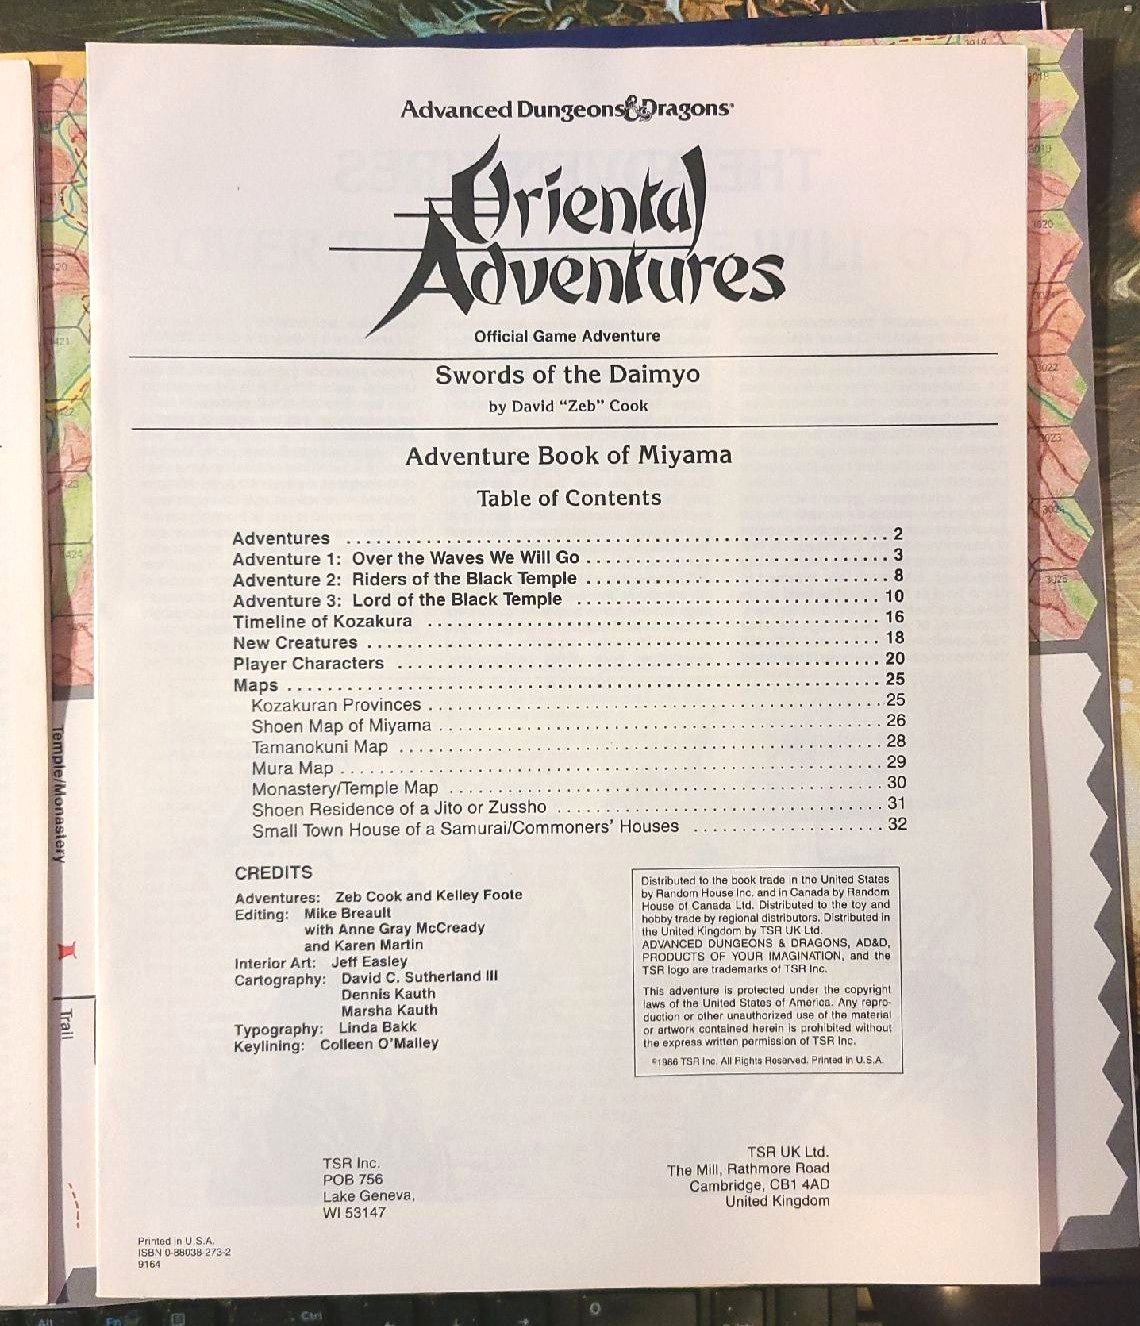 Advanced Dungeons & Dragons®
Oriental
Adventures
Official Game Adventure
Swords of the Daimyo
by David "Zeb" Cook
Adventure Book of Miyama
Table of Contents
Adventures 2
Adventure 1: Over the Waves We Will Go 3
Adventure 2: Riders of the Black Temple 8
Adventure 3: Lord of the Black Temple 10
Timeline of Kozakura 16
New Creatures 18
Player Characters 20
Maps 25
Kozakuran Provinces 25
Shoen Map of Miyama 26
Tamanokuni Map 28
Mura Map 29
Monastery/Temple Map 30
Shoen Residence of a Jito or Zussho 31
Small Town House of a Samurai/Commoners' Houses 32
CREDITS
Adventures: Zeb Cook and Kelley Foote
Editing: Mike Breault
with Anne Gray McCready
and Karen Martin
Interior Art: Jeff Easley
Cartography: David C. Sutherland III
Dennis Kauth
Marsha Kauth
Typography: Linda Bakk
Keylining: Colleen O'Malley
Distributed to the book trade in the United States
by Random House Inc. and in Canada by Random
House of Canada Ltd. Distributed to the toy and
hobby trade by regional distributors. Distributed in
the United Kingdom by TSR UK Ltd.
ADVANCED DUNGEONS & DRAGONS, AD&D,
PRODUCTS OF YOUR IMAGINATION, and the
TSR logo are trademarks of TSR Inc.
This adventure is protected under the copyright
laws of the United States of America. Any repro-
duction or other unauthorized use of the material
or artwork contained herein is prohibited without
the express written permission of TSR Inc.
©1986 TSR Inc. All Rights Reserved. Printed in U.S.A.
TSR Inc.
POB 756
Lake Geneva,
WI 53147
TSR UK Ltd.
The Mill, Rathmore Road
Cambridge, CB1 4AD
United Kingdom
Printed in U.S.A.
ISBN 0-88038-273-2
9164
Temple/Monastery
Trail
3019
3022
3023
Alt
Fn
Ctrl